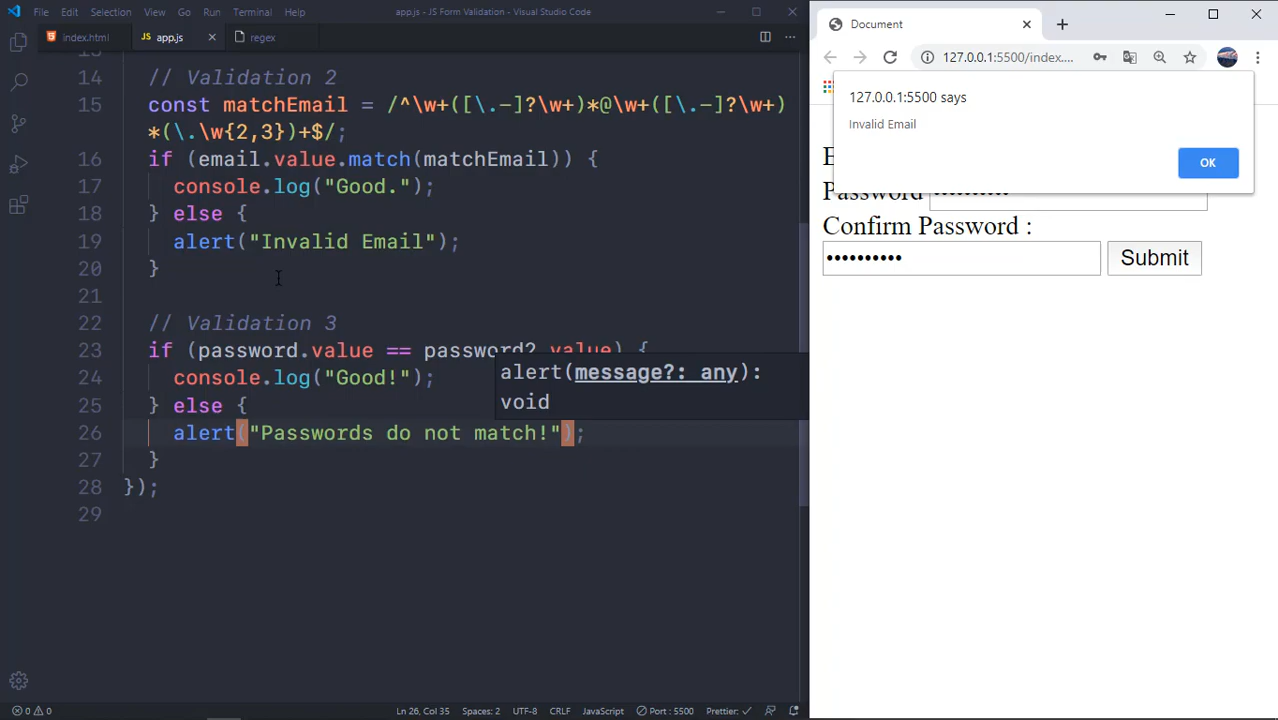 File Edit Selection View Go Run Terminal Help app.js - JS Form Validation - Visual Studio Code
index.html app.js regex
14 // Validation 2
15 const matchEmail = /^\w+([\.-]?\w+)*@\w+([\.-]?\w+)
*(\.\w{2,3})+$/;
16 if (email.value.match(matchEmail)) {
17 console.log("Good.");
18 } else {
19 alert("Invalid Email");
20 }
21
22 // Validation 3
23 if (password.value == password2.value) {
24 console.log("Good!");
25 } else {
26 alert("Passwords do not match!");
27 }
28 });
29
alert(message?: any):
void
0 0 Ln 26, Col 35 Spaces: 2 UTF-8 CRLF JavaScript Port : 5500 Prettier:
Document
127.0.0.1:5500/index....
127.0.0.1:5500 says
Invalid Email
OK
Password
Confirm Password :
Submit